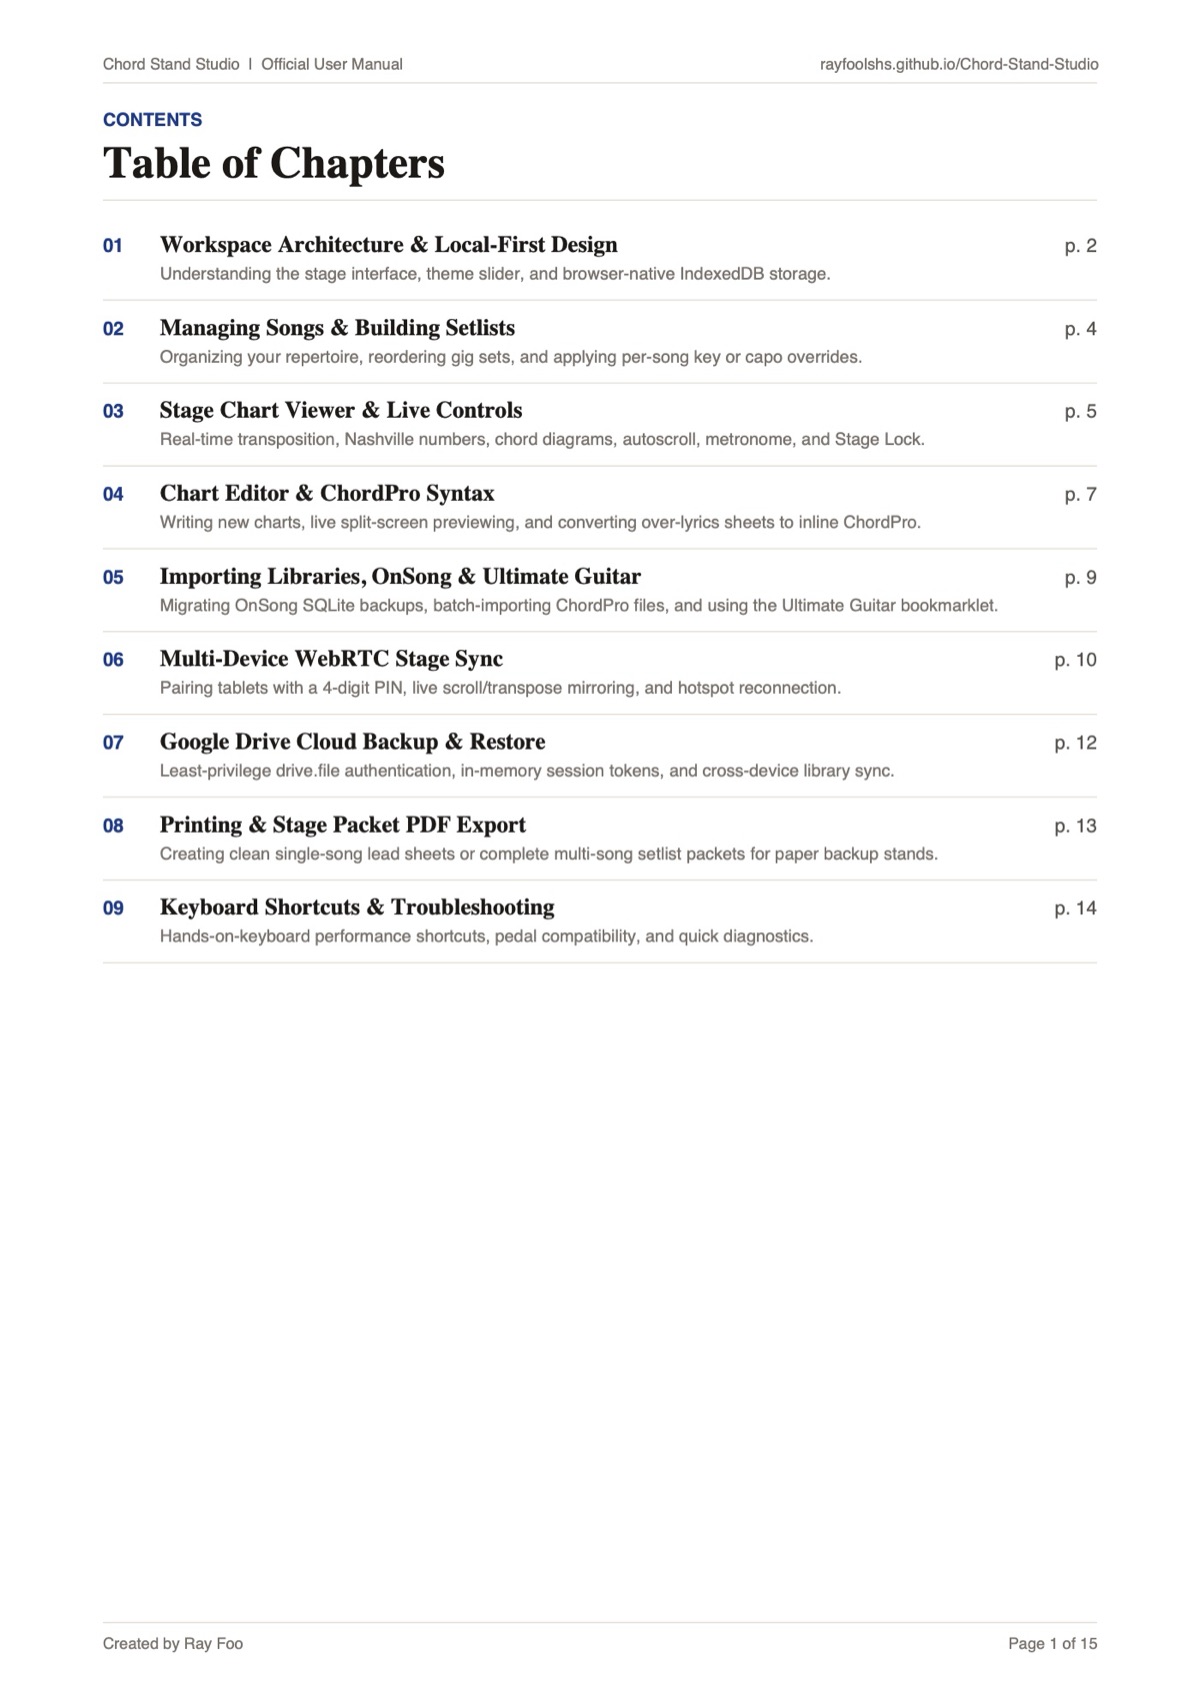 Chord Stand Studio | Official User Manual
rayfoolshs.github.io/Chord-Stand-Studio
CONTENTS
Table of Chapters
01 Workspace Architecture & Local-First Design p. 2
Understanding the stage interface, theme slider, and browser-native IndexedDB storage.
02 Managing Songs & Building Setlists p. 4
Organizing your repertoire, reordering gig sets, and applying per-song key or capo overrides.
03 Stage Chart Viewer & Live Controls p. 5
Real-time transposition, Nashville numbers, chord diagrams, autoscroll, metronome, and Stage Lock.
04 Chart Editor & ChordPro Syntax p. 7
Writing new charts, live split-screen previewing, and converting over-lyrics sheets to inline ChordPro.
05 Importing Libraries, OnSong & Ultimate Guitar p. 9
Migrating OnSong SQLite backups, batch-importing ChordPro files, and using the Ultimate Guitar bookmarklet.
06 Multi-Device WebRTC Stage Sync p. 10
Pairing tablets with a 4-digit PIN, live scroll/transpose mirroring, and hotspot reconnection.
07 Google Drive Cloud Backup & Restore p. 12
Least-privilege drive.file authentication, in-memory session tokens, and cross-device library sync.
08 Printing & Stage Packet PDF Export p. 13
Creating clean single-song lead sheets or complete multi-song setlist packets for paper backup stands.
09 Keyboard Shortcuts & Troubleshooting p. 14
Hands-on-keyboard performance shortcuts, pedal compatibility, and quick diagnostics.
Created by Ray Foo
Page 1 of 15